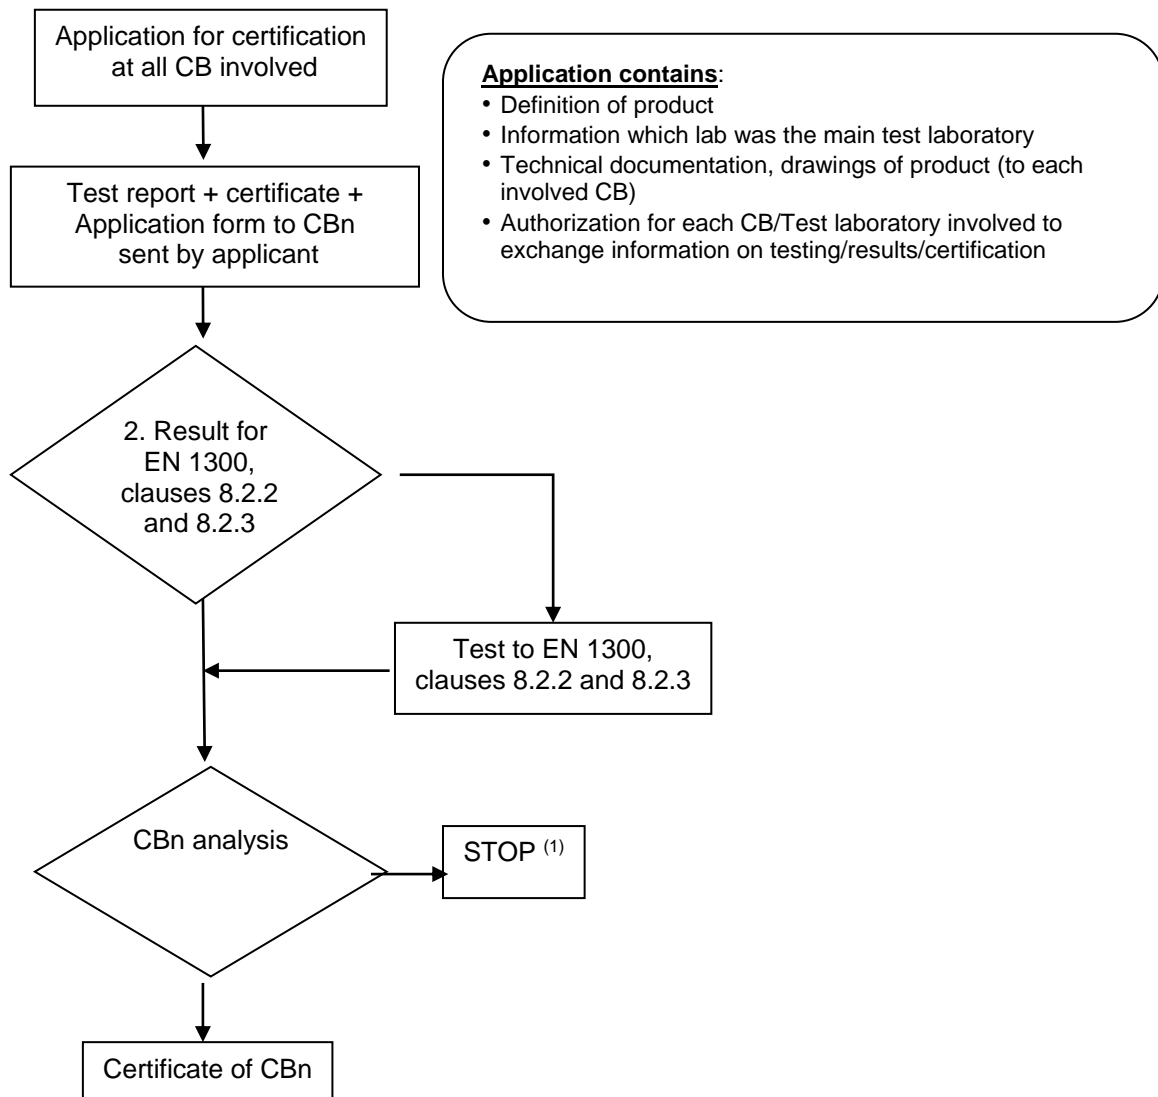 Application for certification
at all CB involved
Application contains:
• Definition of product
• Information which lab was the main test laboratory
• Technical documentation, drawings of product (to each
involved CB)
• Authorization for each CB/Test laboratory involved to
exchange information on testing/results/certification
Test report + certificate +
Application form to CBn
sent by applicant
2. Result for
EN 1300,
clauses 8.2.2
and 8.2.3
Test to EN 1300,
clauses 8.2.2 and 8.2.3
CBn analysis
STOP (1)
Certificate of CBn